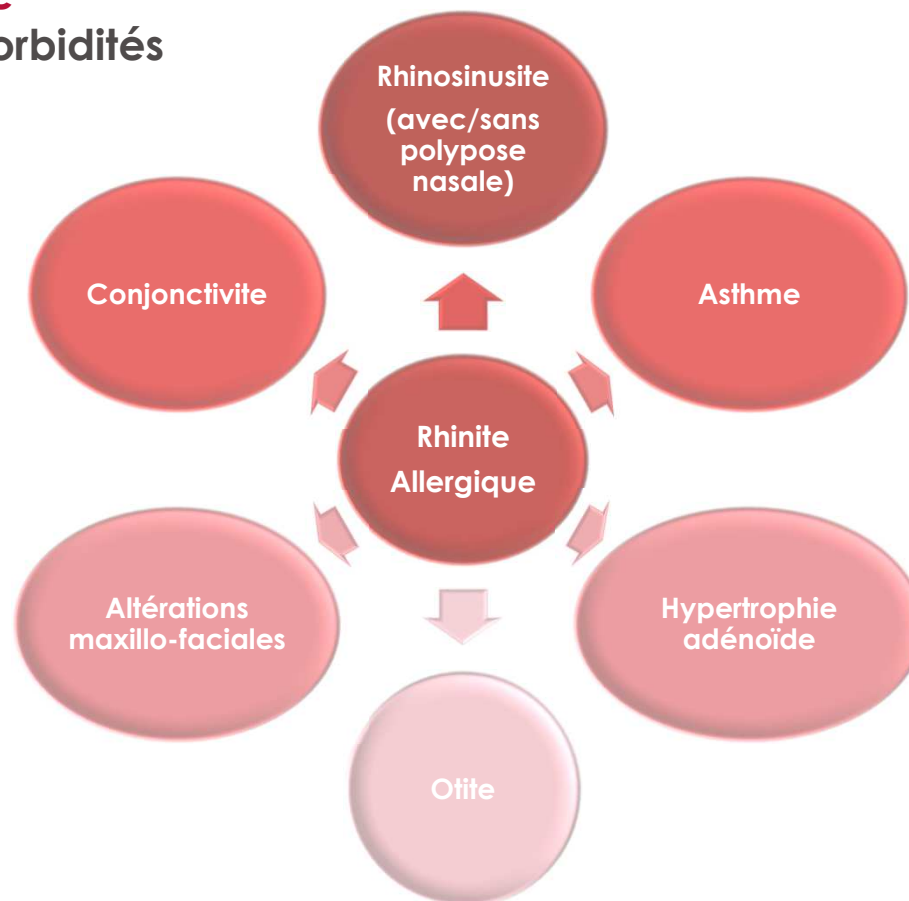 orbidités
Rhinosinusite
(avec/sans
polypose
nasale)
Conjonctivite
Asthme
Rhinite
Allergique
Altérations
maxillo-faciales
Hypertrophie
adénoïde
Otite